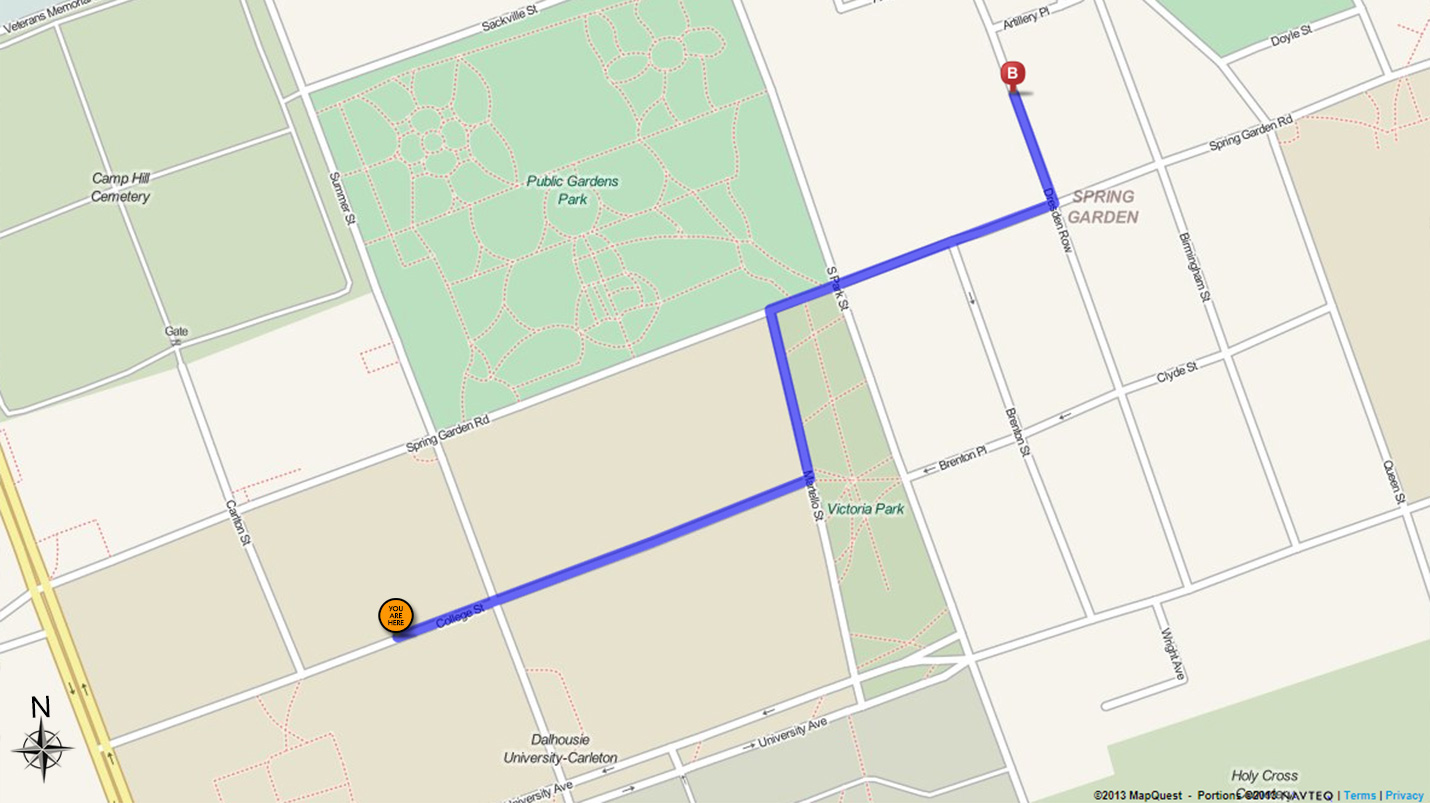 Veterans Memorial
Sackville St
Artillery Pl
Doyle St
B
Spring Garden Rd
Camp Hill
Cemetery
Summer St
Public Gardens
Park
Dresden Row
SPRING
GARDEN
Birmingham St
S Park St
Gate
Clyde St
Spring Garden Rd
Brenton St
Brenton Pl
Queen St
Carlton St
Martello St
Victoria Park
YOU
ARE
HERE
College St
Wright Ave
N
University Ave
Dalhousie
University-Carleton
University Ave
Holy Cross
©2013 MapQuest - Portions ©2013 NAVTEQ | Terms | Privacy